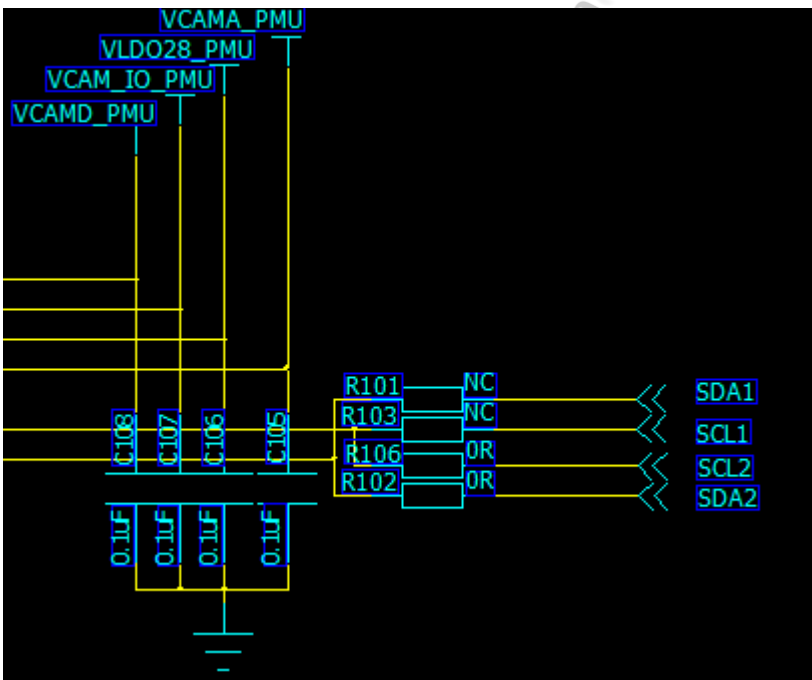 VCAMA_PMU
VLDO28_PMU
VCAM_IO_PMU
VCAMD_PMU
R101 NC SDA1
R103 NC SCL1
R106 0R SCL2
R102 0R SDA2
C108 C107 C106 C105
0.1uF 0.1uF 0.1uF 0.1uF